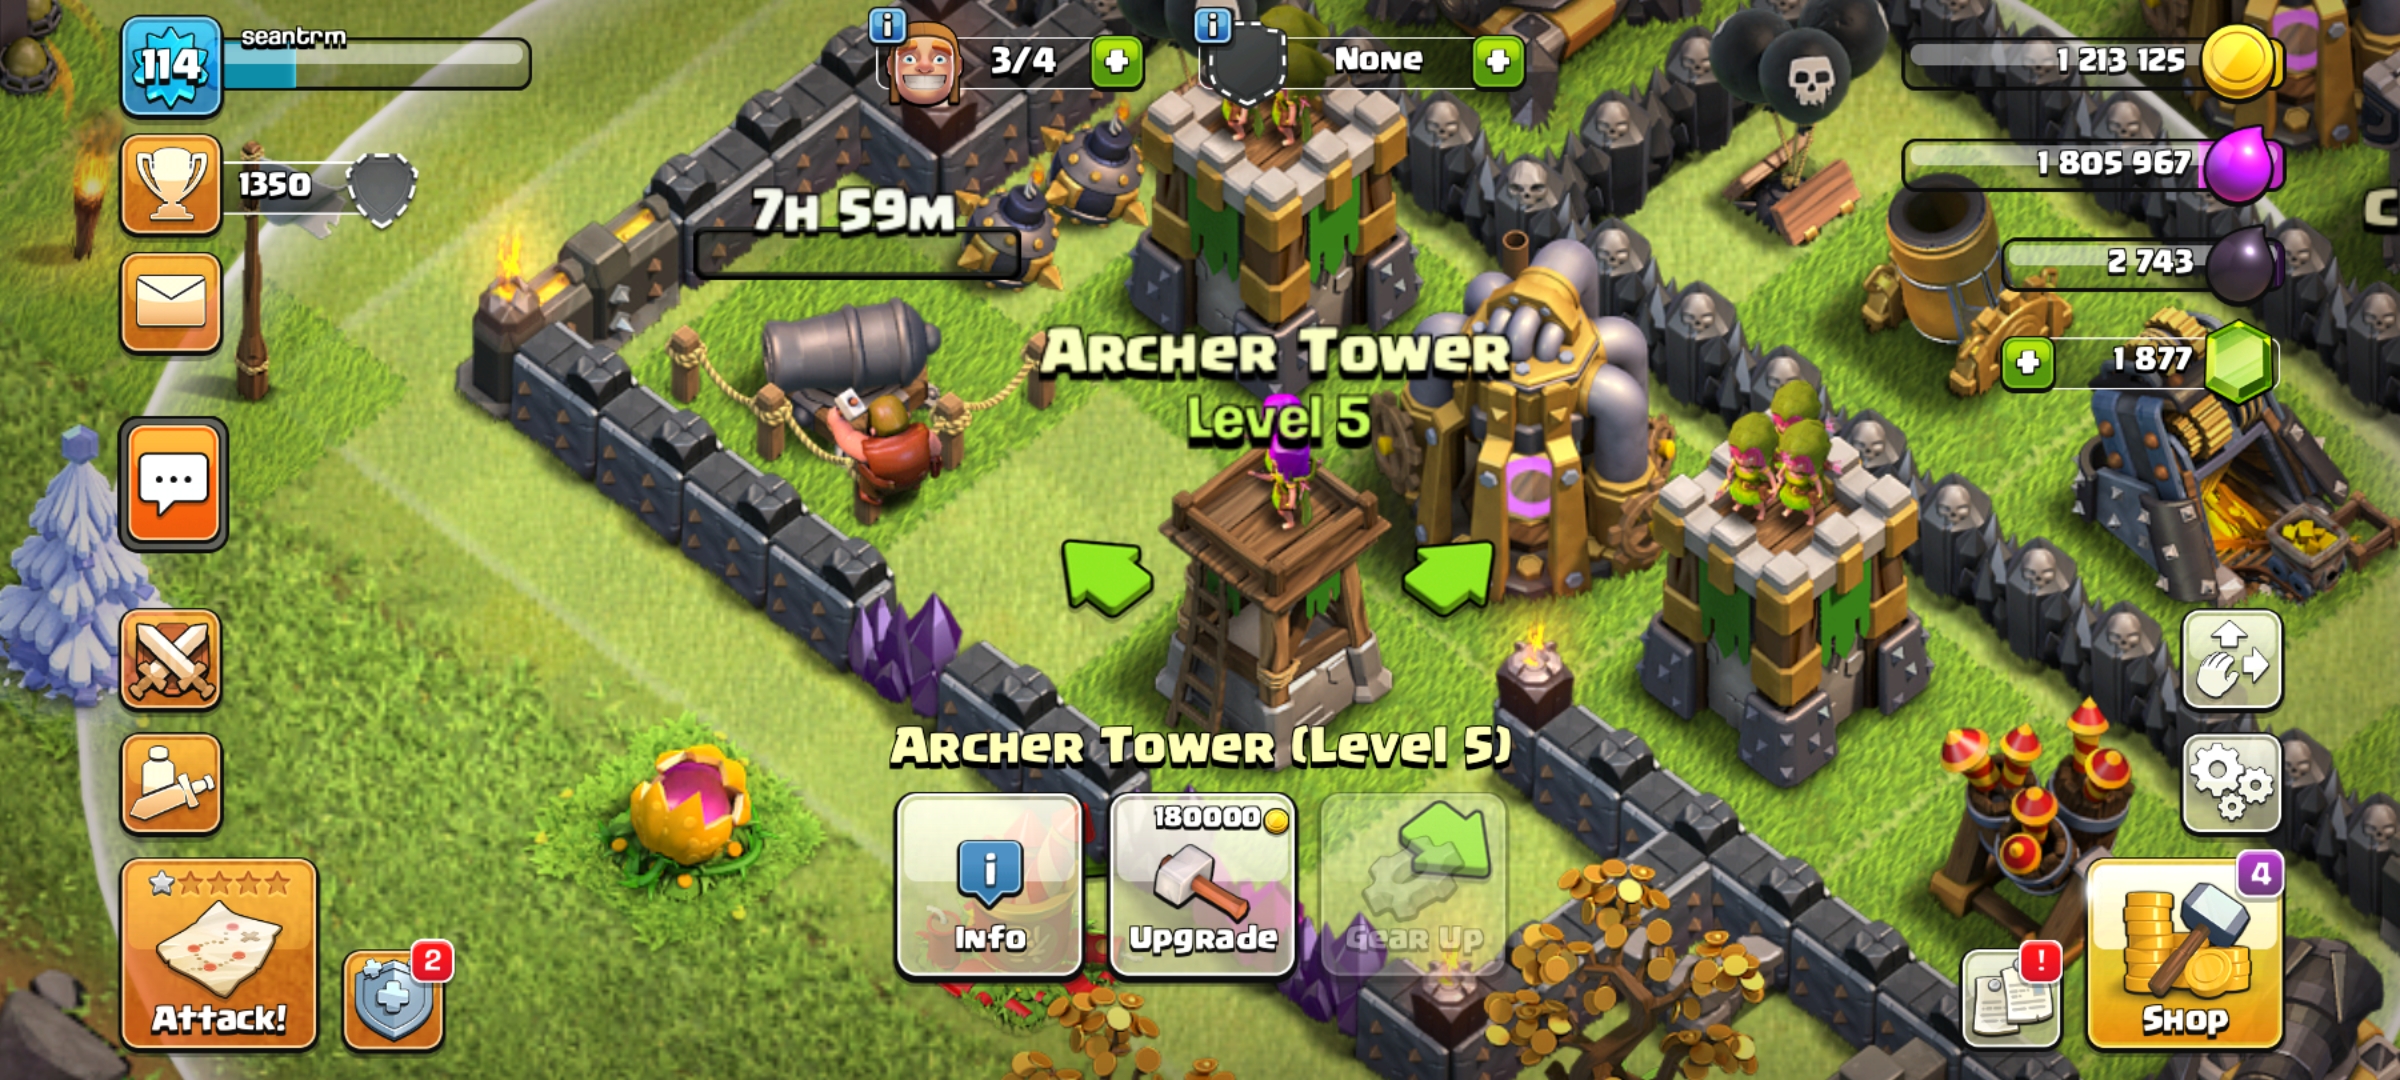 114
seantrm
3/4
None
1 213 125
1350
1 805 967
7H 59M
2 743
1 877
Archer Tower
Level 5
Archer Tower (Level 5)
180000
Info
Upgrade
Gear Up
4
2
!
Attack!
Shop